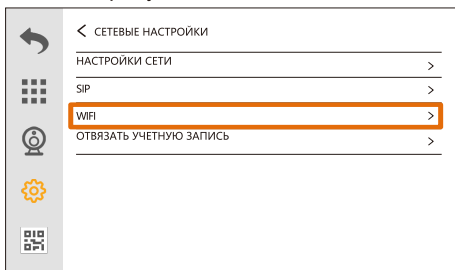 СЕТЕВЫЕ НАСТРОЙКИ
НАСТРОЙКИ СЕТИ
SIP
WIFI
ОТВЯЗАТЬ УЧЕТНУЮ ЗАПИСЬ